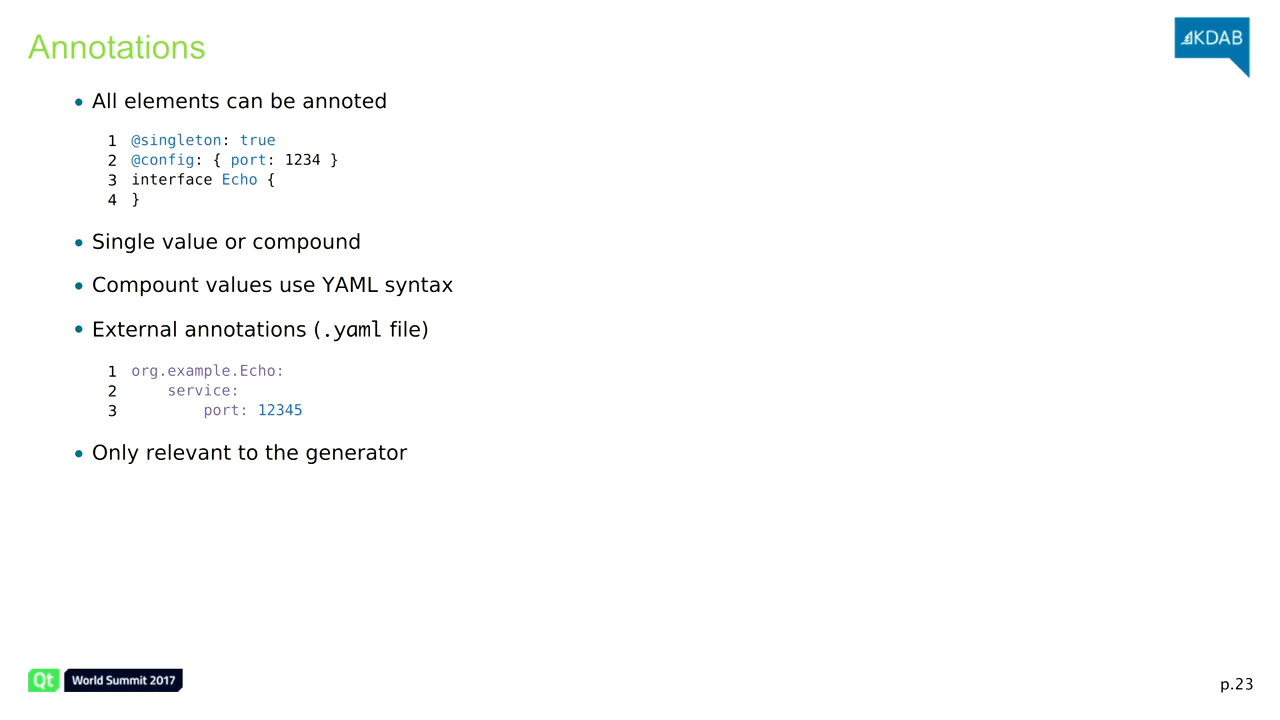 Annotations
KDAB
• All elements can be annoted
1 @singleton: true
2 @config: { port: 1234 }
3 interface Echo {
4 }
• Single value or compound
• Compount values use YAML syntax
• External annotations (.yaml file)
1 org.example.Echo:
2     service:
3         port: 12345
• Only relevant to the generator
Qt World Summit 2017
p.23